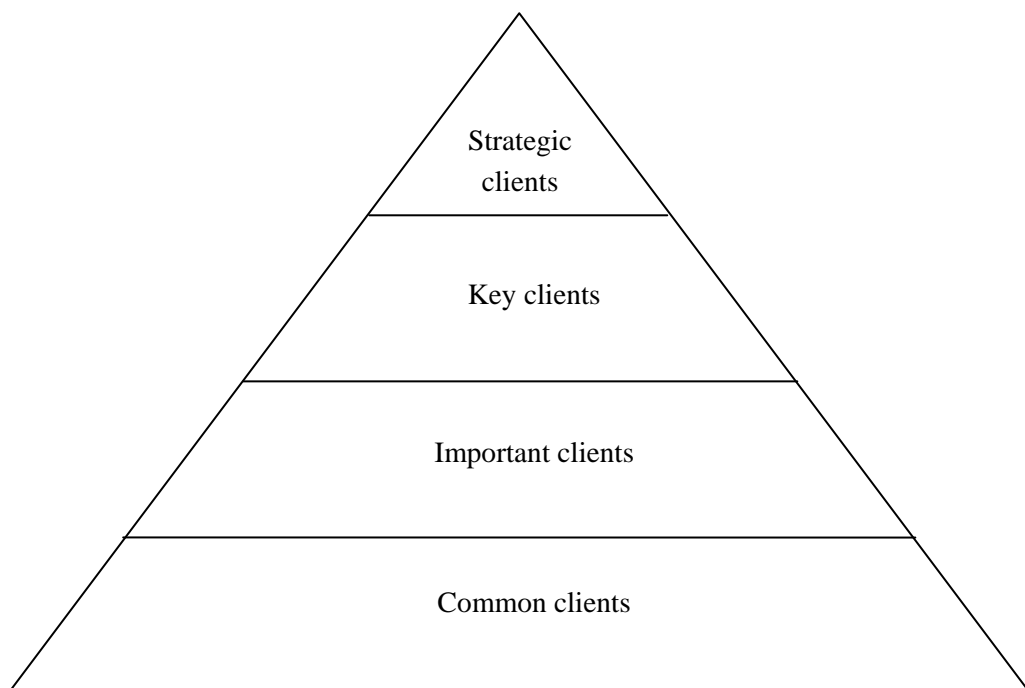 Strategic
clients
Key clients
Important clients
Common clients